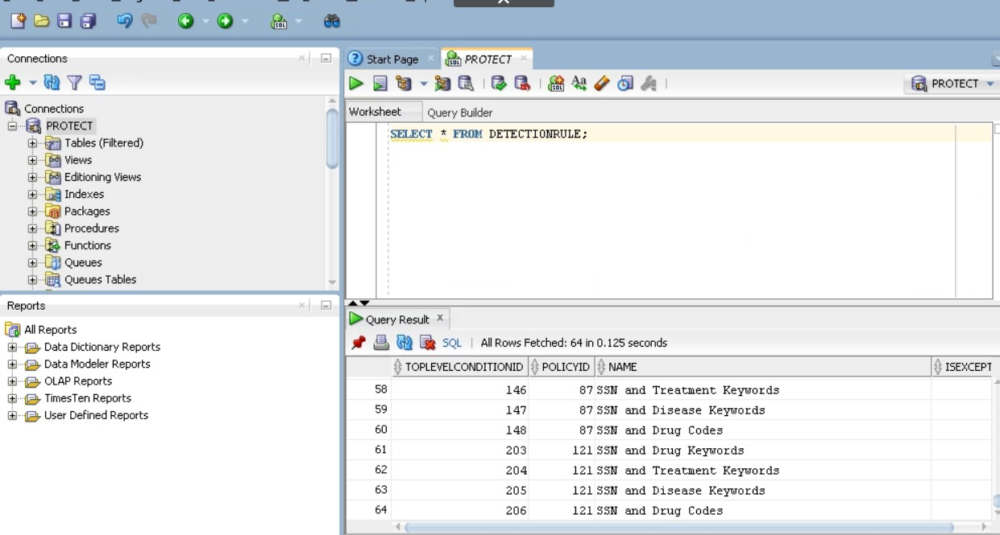 Connections
Connections
PROTECT
Tables (Filtered)
Views
Editioning Views
Indexes
Packages
Procedures
Functions
Queues
Queues Tables
Reports
All Reports
Data Dictionary Reports
Data Modeler Reports
OLAP Reports
TimesTen Reports
User Defined Reports
Start Page PROTECT
SQL Aa PROTECT
Worksheet Query Builder
SELECT * FROM DETECTIONRULE;
Query Result
SQL | All Rows Fetched: 64 in 0.125 seconds
TOPLEVELCONDITIONID POLICYID NAME ISEXCEPT
58 146 87 SSN and Treatment Keywords
59 147 87 SSN and Disease Keywords
60 148 87 SSN and Drug Codes
61 203 121 SSN and Drug Keywords
62 204 121 SSN and Treatment Keywords
63 205 121 SSN and Disease Keywords
64 206 121 SSN and Drug Codes